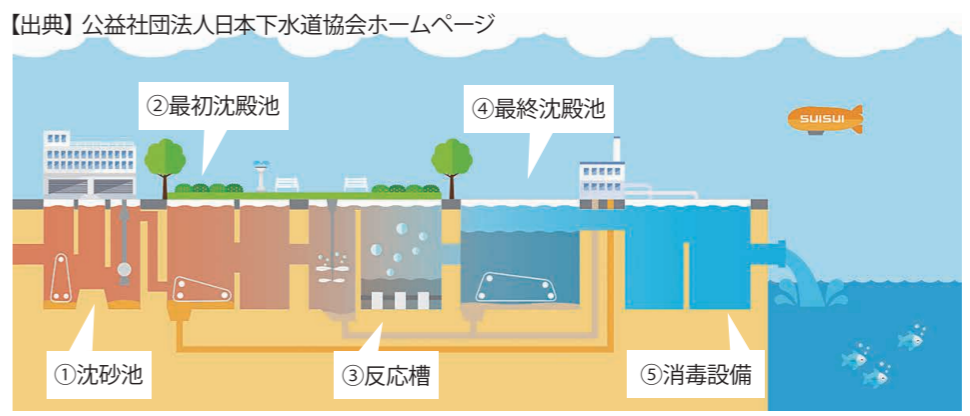 【出典】 公益社団法人日本下水道協会ホームページ
②最初沈殿池
④最終沈殿池
SUISUI
①沈砂池
③反応槽
⑤消毒設備